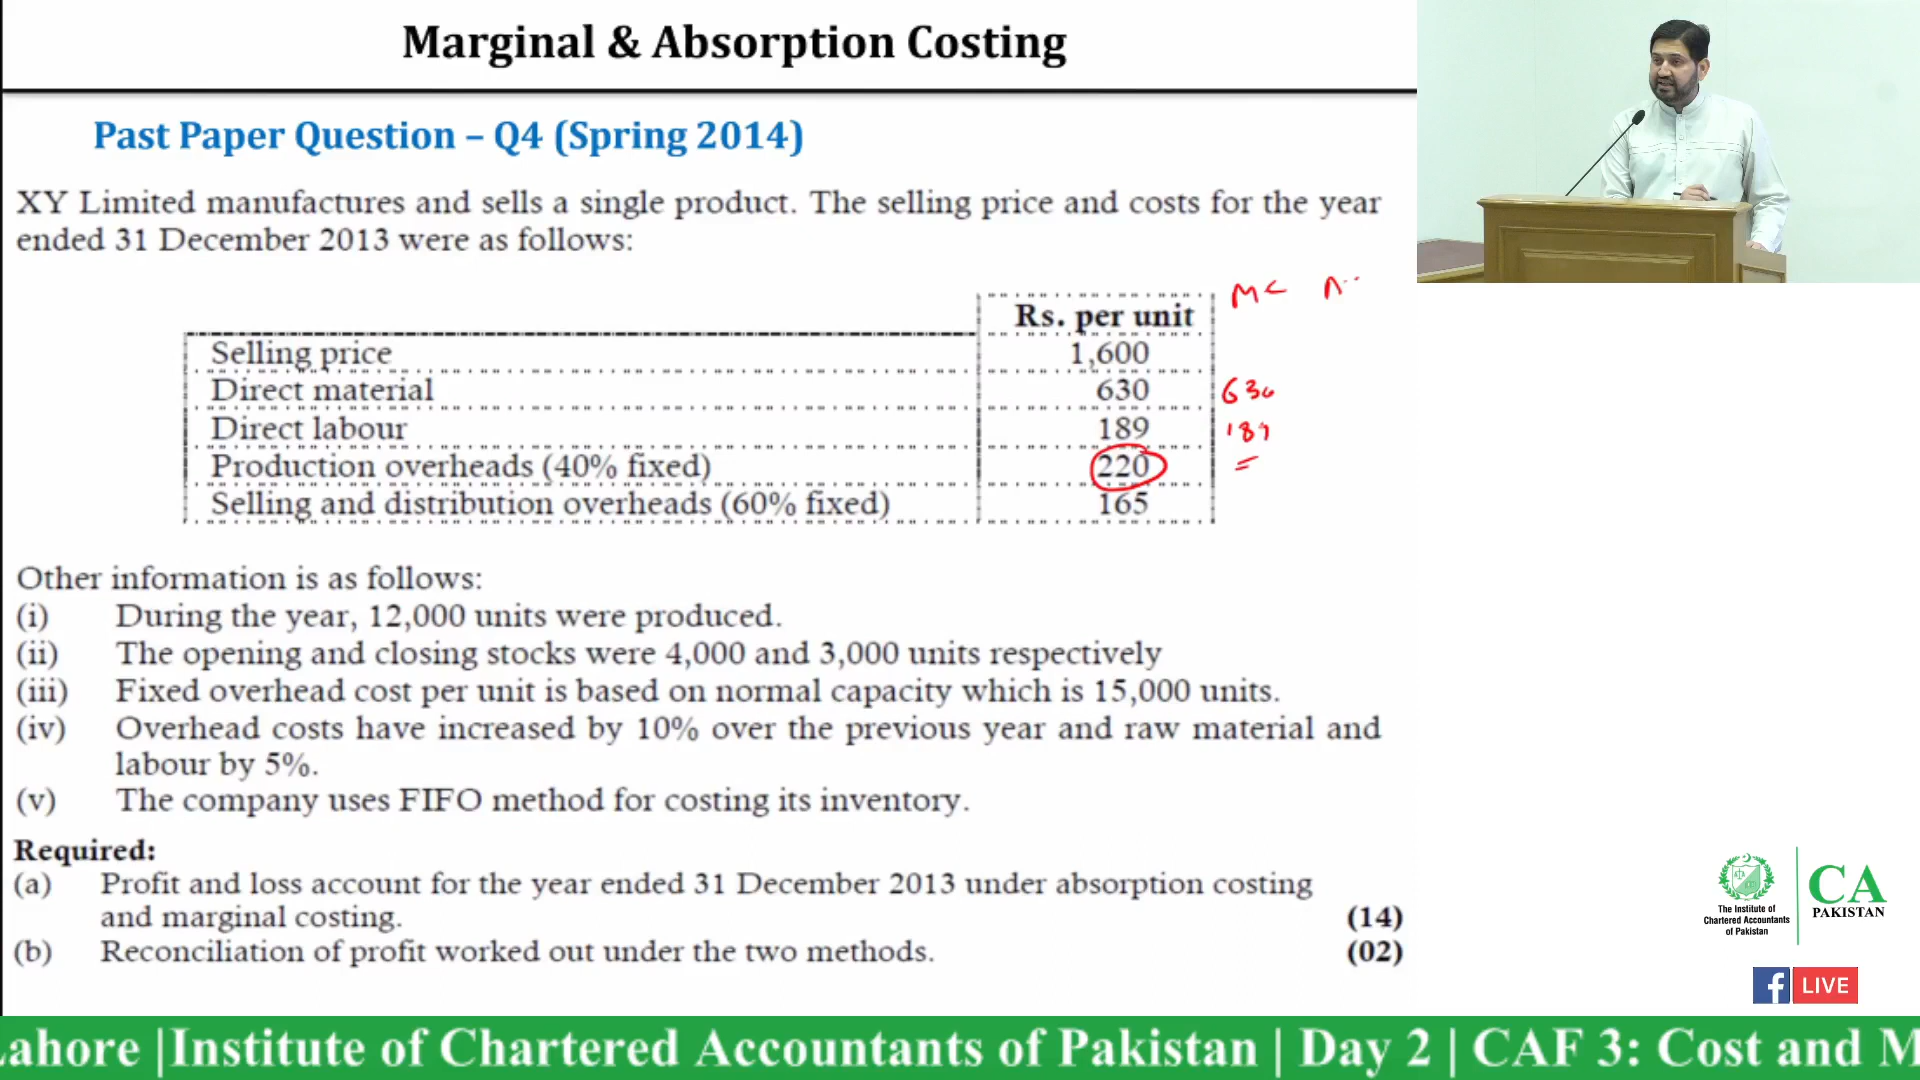 Marginal & Absorption Costing
Past Paper Question – Q4 (Spring 2014)
XY Limited manufactures and sells a single product. The selling price and costs for the year
ended 31 December 2013 were as follows:
MC
Rs. per unit
Selling price 1,600
Direct material 630 630
Direct labour 189 189
Production overheads (40% fixed) 220 =
Selling and distribution overheads (60% fixed) 165
Other information is as follows:
(i) During the year, 12,000 units were produced.
(ii) The opening and closing stocks were 4,000 and 3,000 units respectively
(iii) Fixed overhead cost per unit is based on normal capacity which is 15,000 units.
(iv) Overhead costs have increased by 10% over the previous year and raw material and
labour by 5%.
(v) The company uses FIFO method for costing its inventory.
Required:
(a) Profit and loss account for the year ended 31 December 2013 under absorption costing
and marginal costing. (14)
(b) Reconciliation of profit worked out under the two methods. (02)
The Institute of
Chartered Accountants
of Pakistan
CA
PAKISTAN
f LIVE
ahore |Institute of Chartered Accountants of Pakistan | Day 2 | CAF 3: Cost and M